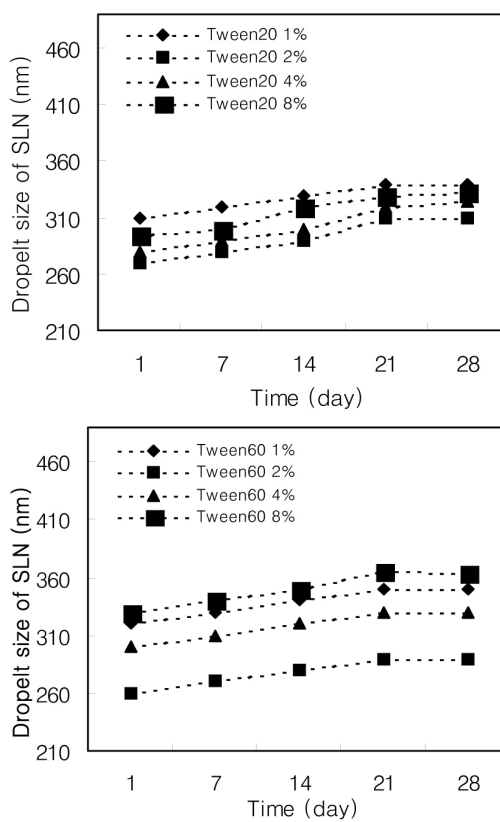 Dropelt size of SLN (nm)
460
410
360
310
260
210
Tween20 1%
Tween20 2%
Tween20 4%
Tween20 8%
1 7 14 21 28
Time (day)
Dropelt size of SLN (nm)
460
410
360
310
260
210
Tween60 1%
Tween60 2%
Tween60 4%
Tween60 8%
1 7 14 21 28
Time (day)